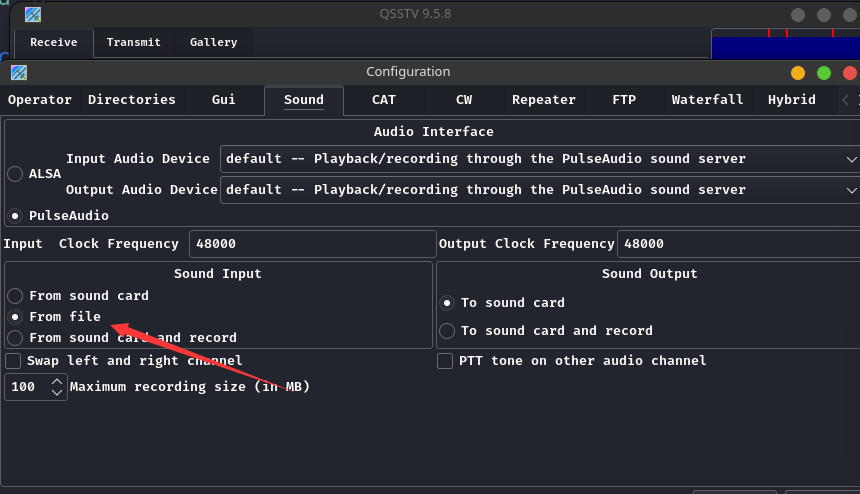 QSSTV 9.5.8
Receive Transmit Gallery
Configuration
Operator Directories Gui Sound CAT CW Repeater FTP Waterfall Hybrid
Audio Interface
Input Audio Device default -- Playback/recording through the PulseAudio sound server
ALSA
Output Audio Device default -- Playback/recording through the PulseAudio sound server
PulseAudio
Input Clock Frequency 48000 Output Clock Frequency 48000
Sound Input Sound Output
From sound card
To sound card
From file
To sound card and record
From sound card and record
Swap left and right channel PTT tone on other audio channel
100 Maximum recording size (in MB)